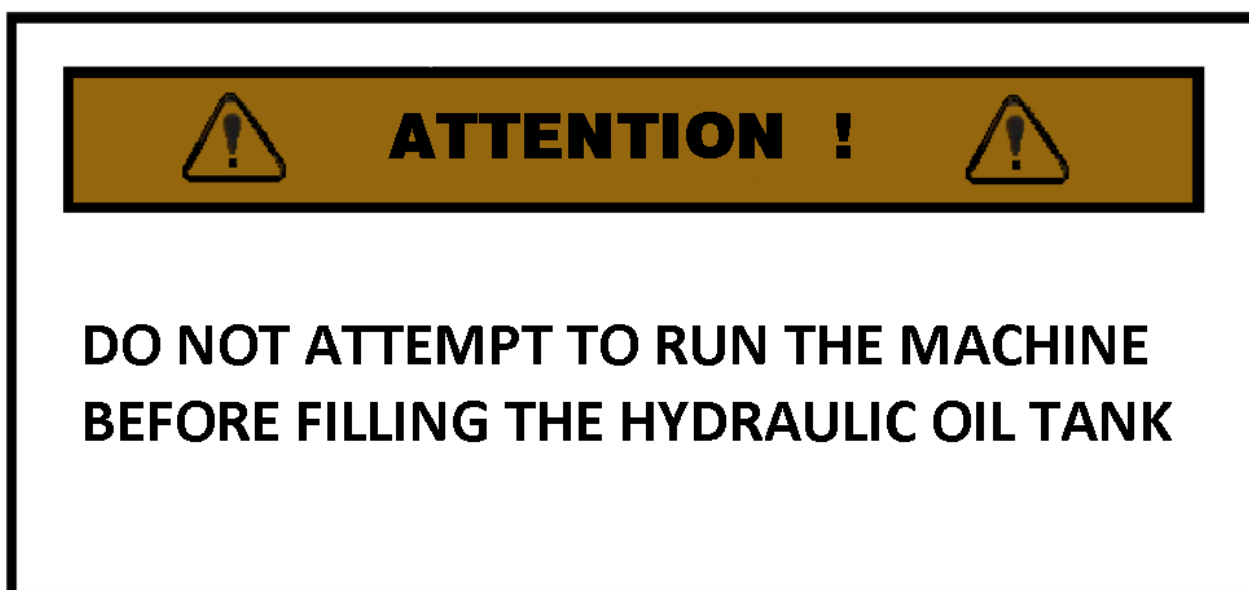 ATTENTION !
DO NOT ATTEMPT TO RUN THE MACHINE
BEFORE FILLING THE HYDRAULIC OIL TANK